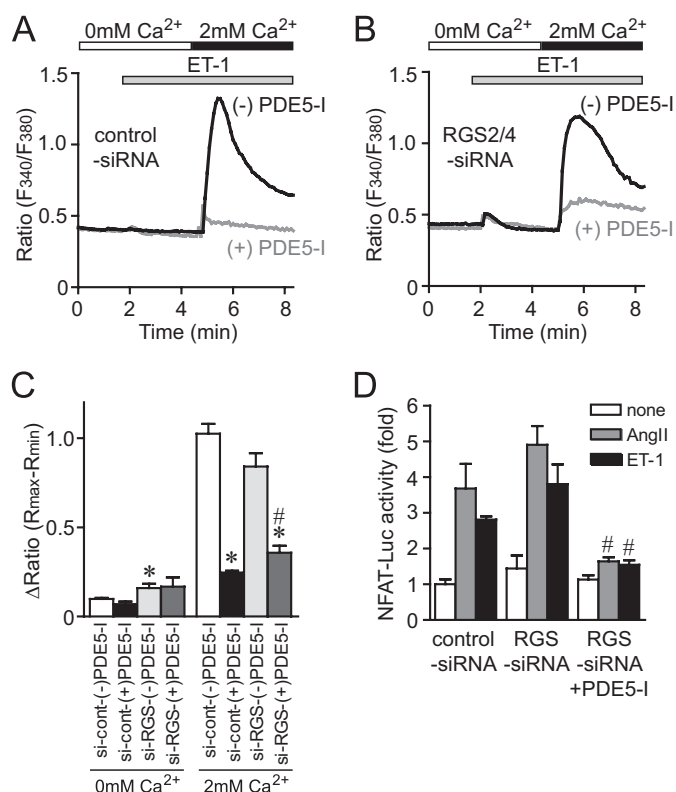 A
0mM Ca²⁺ 2mM Ca²⁺
ET-1
1.5
1.0
0.5
0
Ratio (F340/F380)
control
-siRNA
(-) PDE5-I
(+) PDE5-I
0 2 4 6 8
Time (min)
B
0mM Ca²⁺ 2mM Ca²⁺
ET-1
1.5
1.0
0.5
0
Ratio (F340/F380)
RGS2/4
-siRNA
(-) PDE5-I
(+) PDE5-I
0 2 4 6 8
Time (min)
C
1.0
0.5
0
ΔRatio (Rmax-Rmin)
*
*
#
*
si-cont-(-)PDE5-I
si-cont-(+)PDE5-I
si-RGS-(-)PDE5-I
si-RGS-(+)PDE5-I
si-cont-(-)PDE5-I
si-cont-(+)PDE5-I
si-RGS-(-)PDE5-I
si-RGS-(+)PDE5-I
0mM Ca²⁺ 2mM Ca²⁺
D
6
5
4
3
2
1
0
NFAT-Luc activity (fold)
none
AngII
ET-1
# #
control
-siRNA
RGS
-siRNA
RGS
-siRNA
+PDE5-I